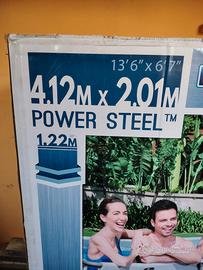 13'6" x 6'7"
4.12M x 2.01M
POWER STEEL™
1.22M